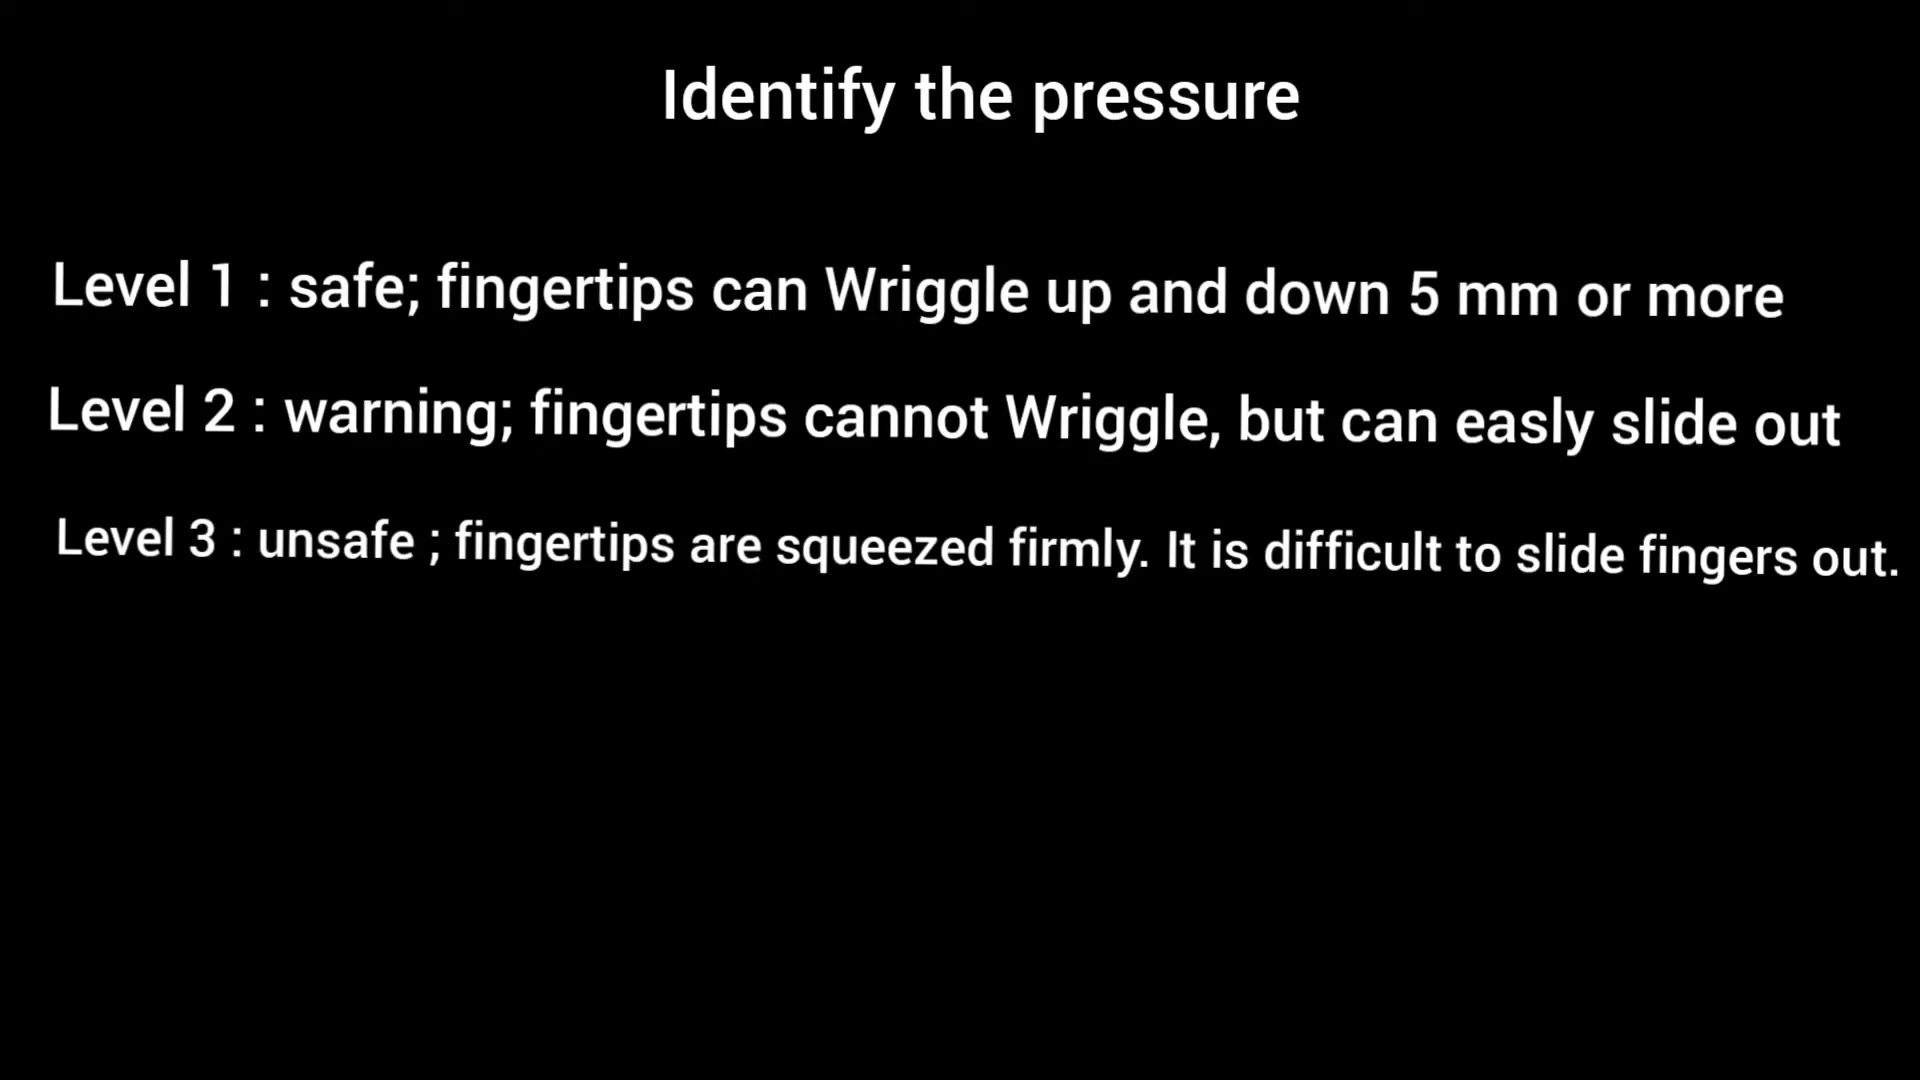 Identify the pressure
Level 1 : safe; fingertips can Wriggle up and down 5 mm or more
Level 2 : warning; fingertips cannot Wriggle, but can easly slide out
Level 3 : unsafe ; fingertips are squeezed firmly. It is difficult to slide fingers out.